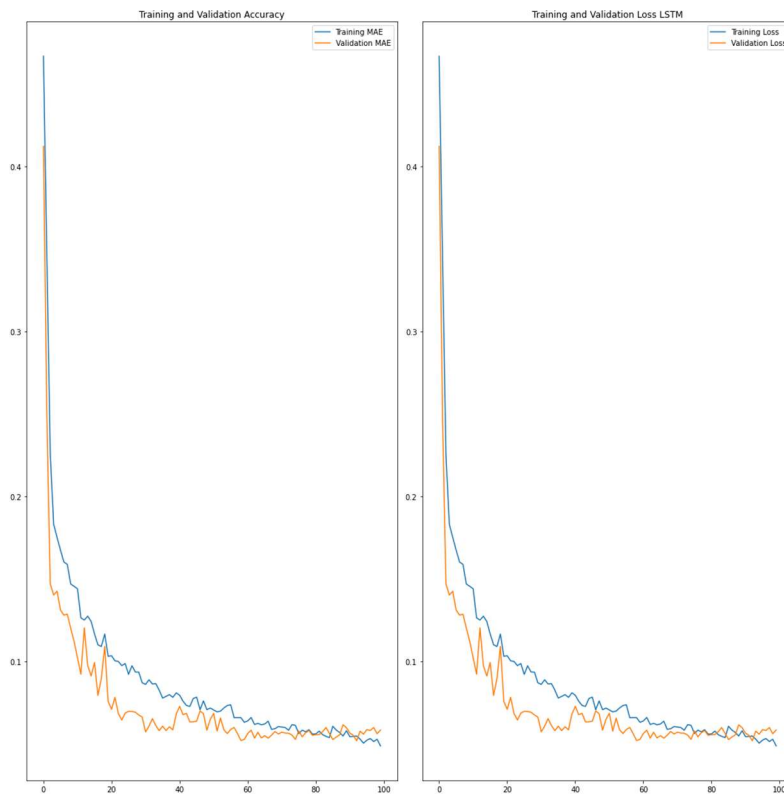 Training and Validation Accuracy
Training MAE
Validation MAE
0.4
0.3
0.2
0.1
0 20 40 60 80 100
Training and Validation Loss LSTM
Training Loss
Validation Loss
0.4
0.3
0.2
0.1
0 20 40 60 80 100